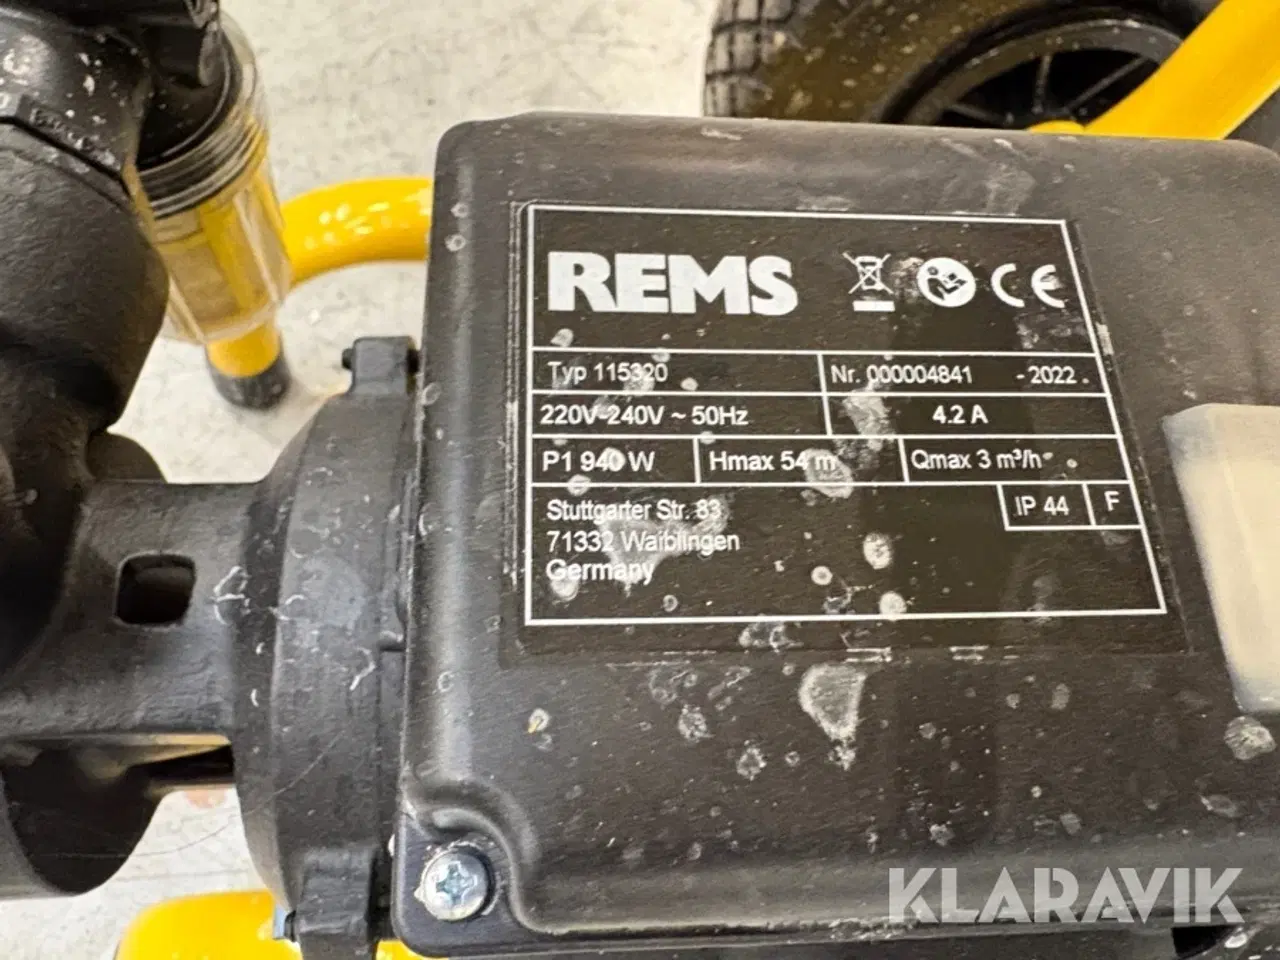 REMS
CE
Typ 115320 Nr. 000004841 - 2022
220V-240V ~ 50Hz 4.2 A
P1 940 W Hmax 54 m Qmax 3 m³/h
Stuttgarter Str. 83 IP 44 F
71332 Waiblingen
Germany
KLARAVIK